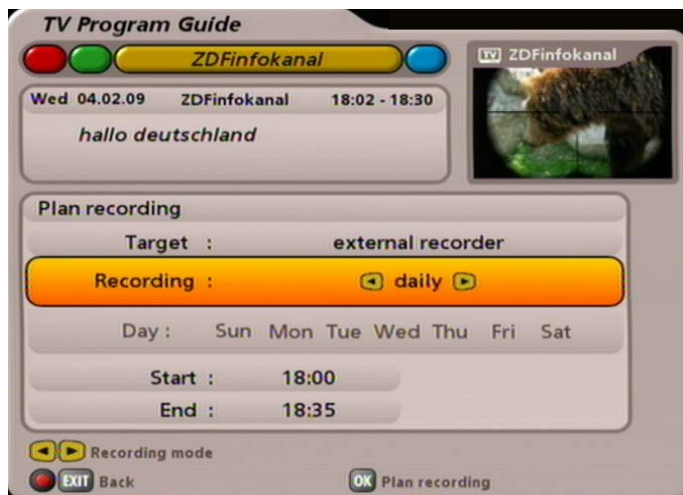 TV Program Guide
ZDFinfokanal
TV ZDFinfokanal
Wed 04.02.09 ZDFinfokanal 18:02 - 18:30
hallo deutschland
Plan recording
Target : external recorder
Recording : daily
Day : Sun Mon Tue Wed Thu Fri Sat
Start : 18:00
End : 18:35
Recording mode
EXIT Back OK Plan recording